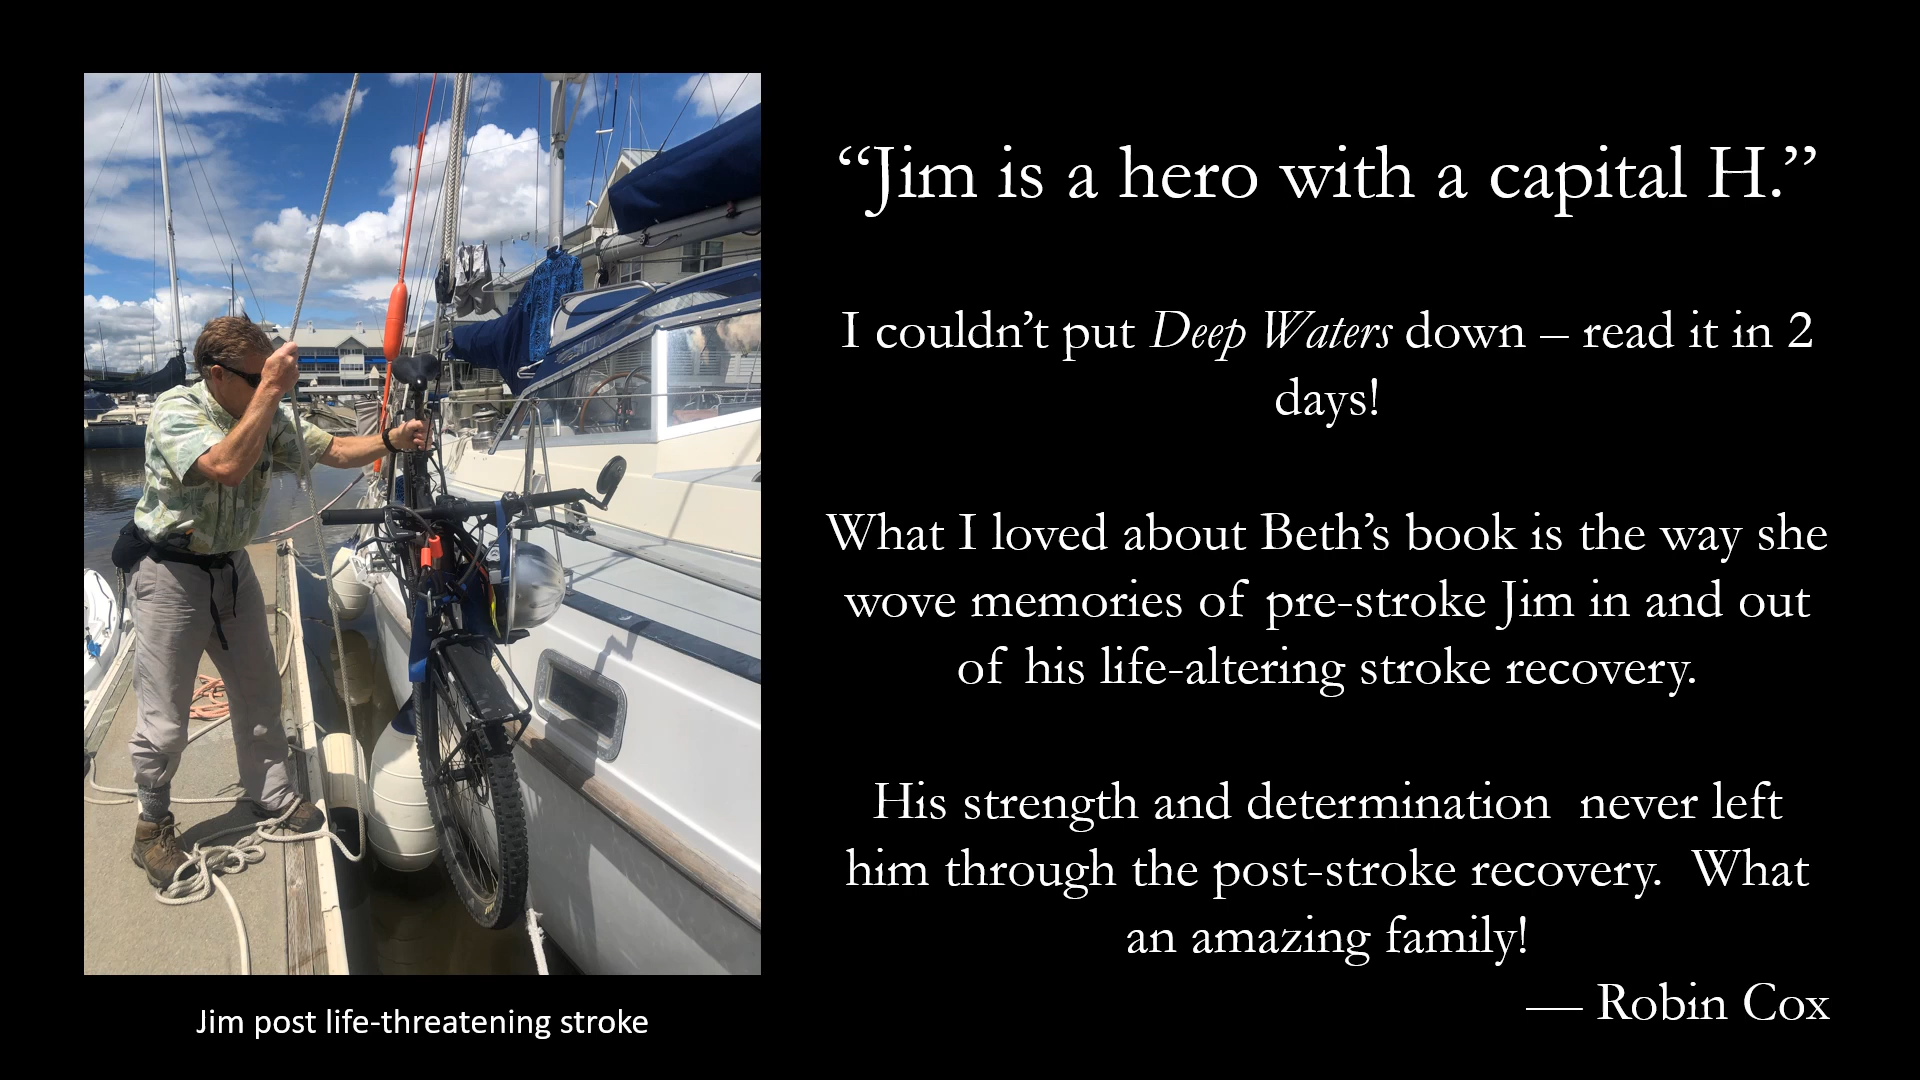 “Jim is a hero with a capital H.”
I couldn’t put Deep Waters down – read it in 2
days!
What I loved about Beth’s book is the way she
wove memories of pre-stroke Jim in and out
of his life-altering stroke recovery.
His strength and determination  never left
him through the post-stroke recovery.  What
an amazing family!
— Robin Cox
Jim post life-threatening stroke